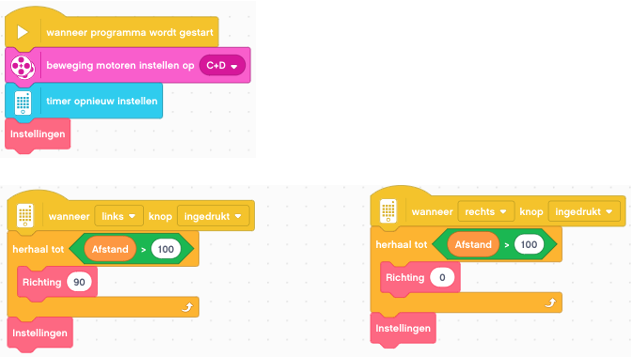 wanneer programma wordt gestart
beweging motoren instellen op C+D
timer opnieuw instellen
Instellingen
wanneer links knop ingedrukt
herhaal tot Afstand > 100
Richting 90
Instellingen
wanneer rechts knop ingedrukt
herhaal tot Afstand > 100
Richting 0
Instellingen